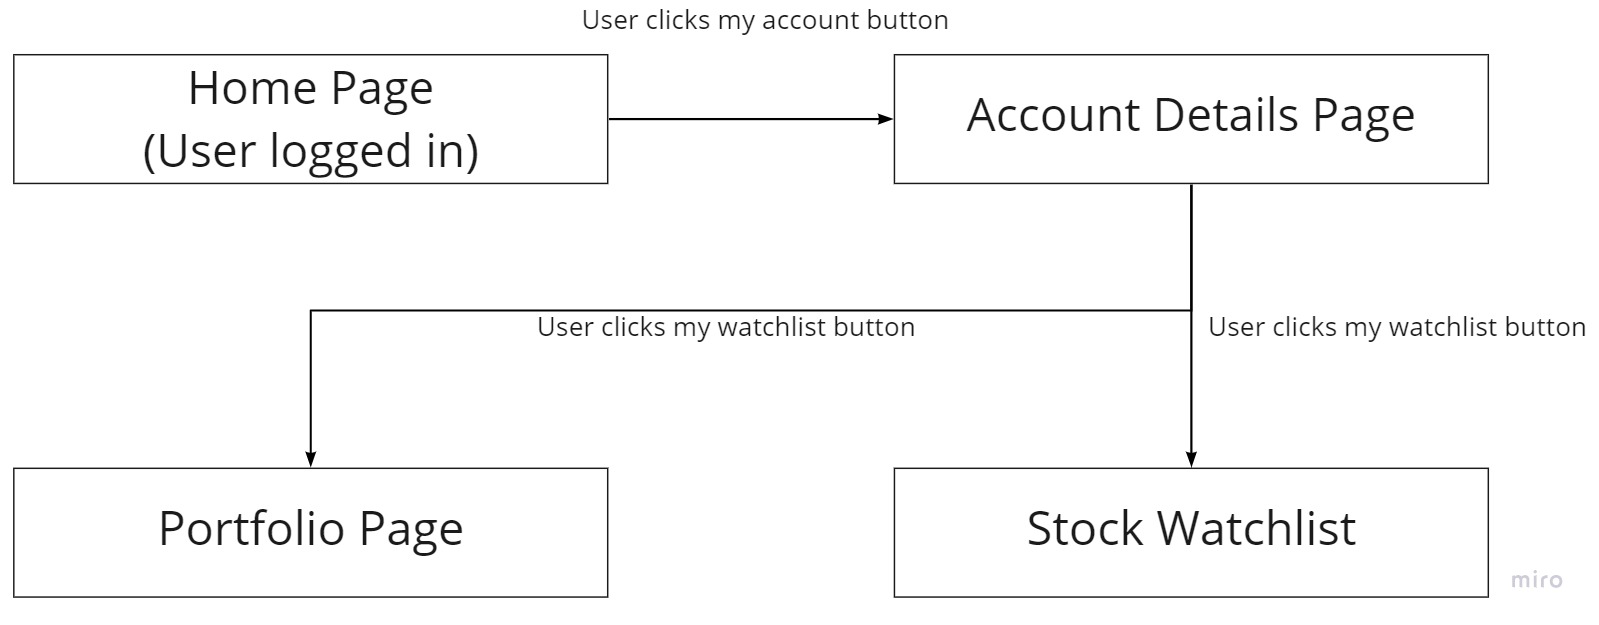 User clicks my account button
Home Page
(User logged in)
Account Details Page
User clicks my watchlist button
User clicks my watchlist button
Portfolio Page
Stock Watchlist
miro